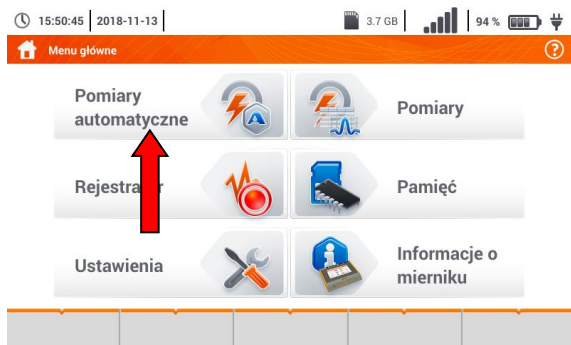 15:50:45 2018-11-13 3.7 GB 94 %
Menu główne ?
Pomiary
automatyczne
Pomiary
Pamięć
Ustawienia
Informacje o
mierniku